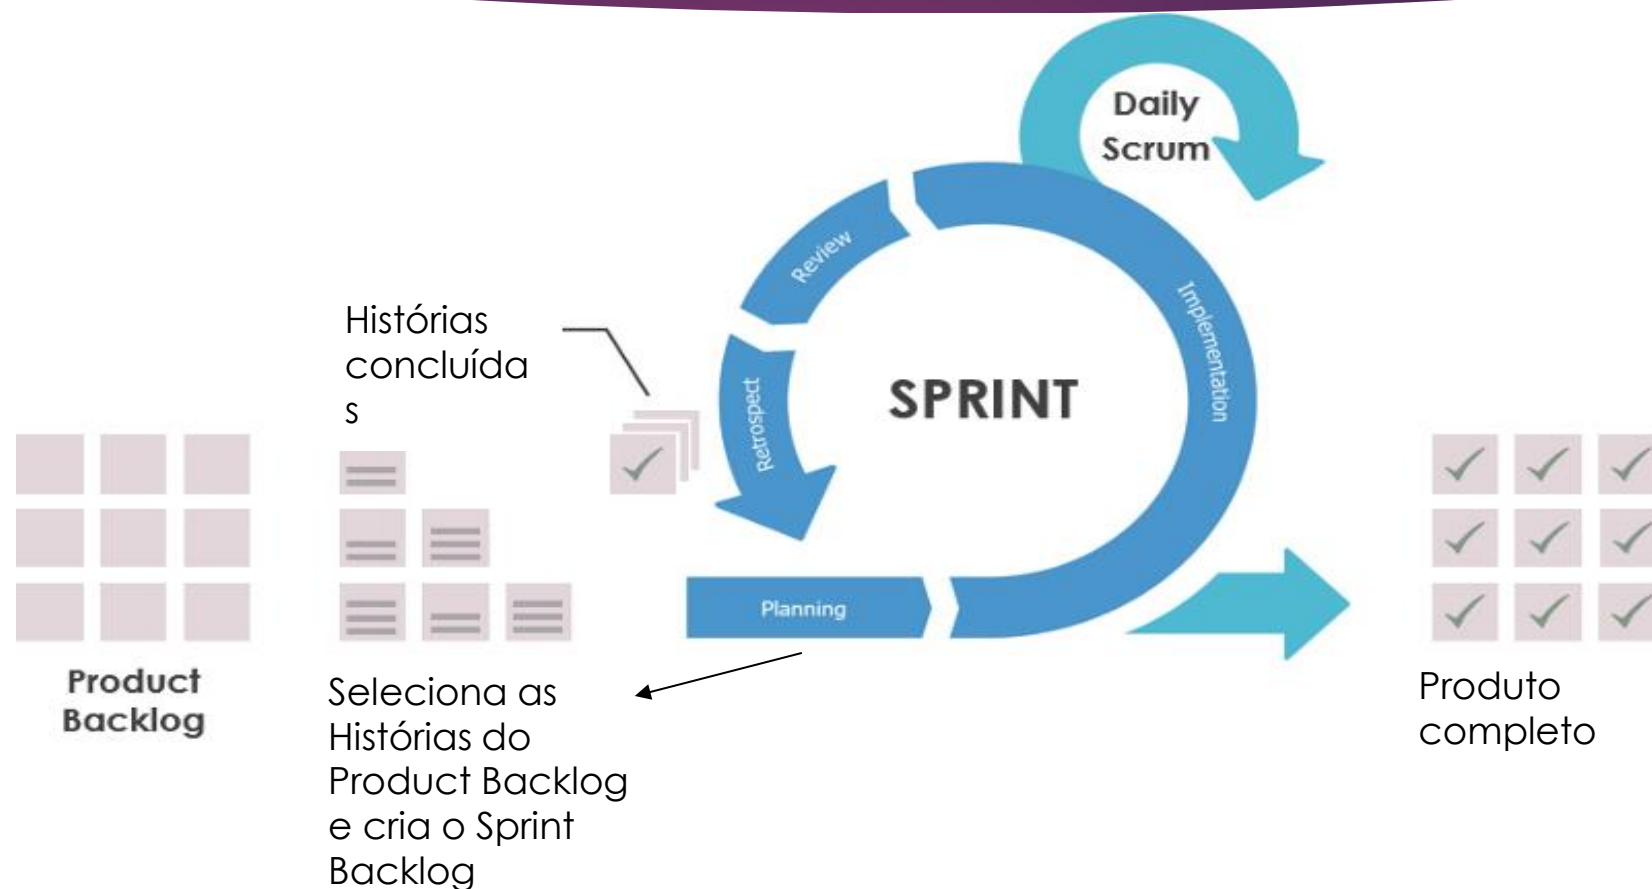 Daily
Scrum
Review
Implementation
Histórias
concluída
s
Retrospect
SPRINT
Planning
Product
Backlog
Seleciona as
Histórias do
Product Backlog
e cria o Sprint
Backlog
Produto
completo